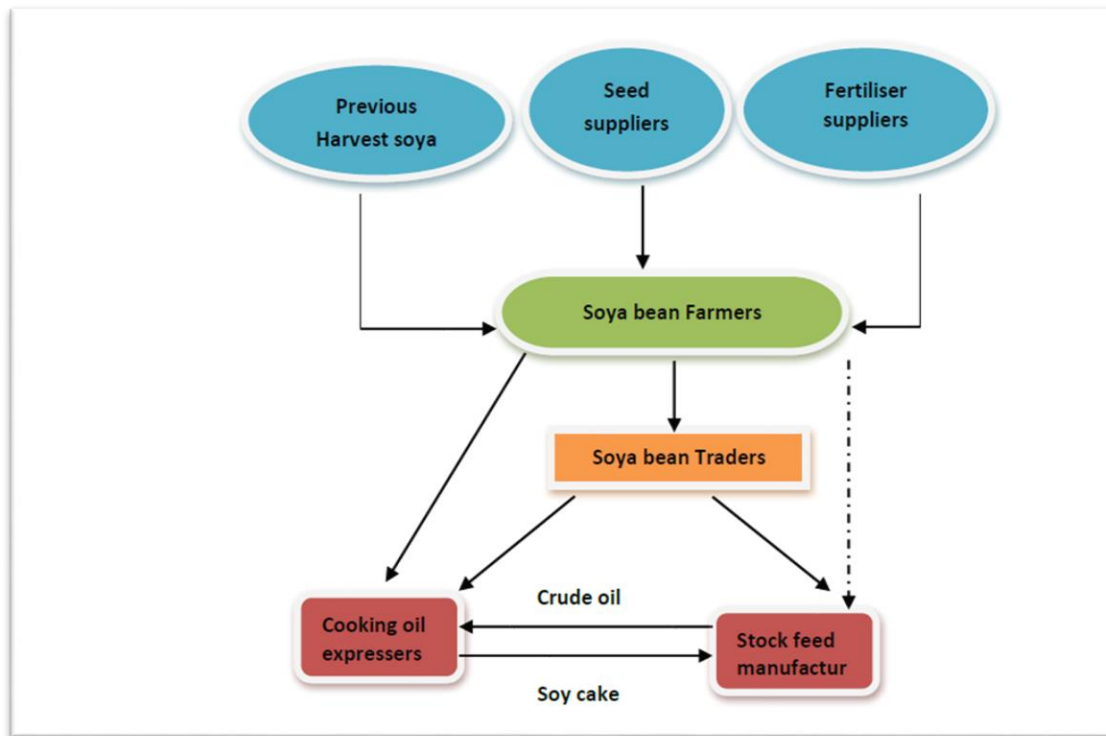 Previous
Harvest soya
Seed
suppliers
Fertiliser
suppliers
Soya bean Farmers
Soya bean Traders
Crude oil
Cooking oil
expressers
Stock feed
manufactur
Soy cake